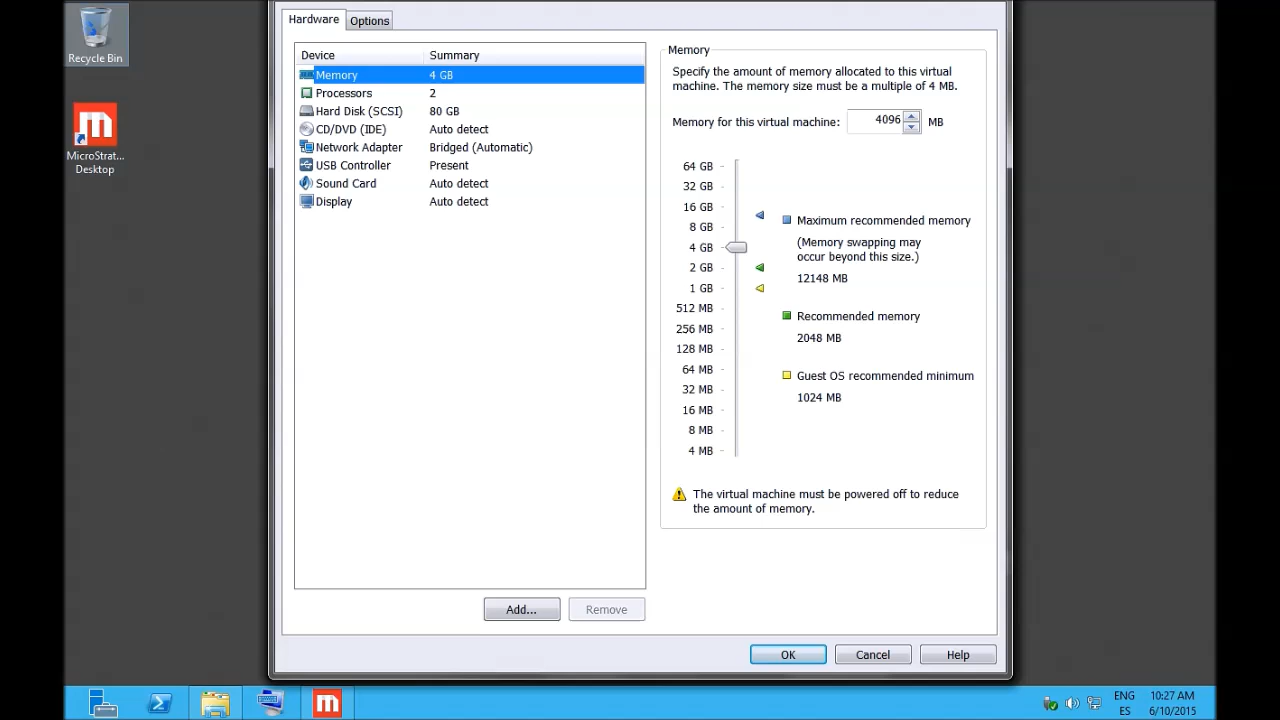 Hardware
Options
Recycle Bin
MicroStrat...
Desktop
Device Summary
Memory 4 GB
Processors 2
Hard Disk (SCSI) 80 GB
CD/DVD (IDE) Auto detect
Network Adapter Bridged (Automatic)
USB Controller Present
Sound Card Auto detect
Display Auto detect
Add...
Remove
Memory
Specify the amount of memory allocated to this virtual
machine. The memory size must be a multiple of 4 MB.
Memory for this virtual machine: 4096 MB
64 GB
32 GB
16 GB
8 GB
4 GB
2 GB
1 GB
512 MB
256 MB
128 MB
64 MB
32 MB
16 MB
8 MB
4 MB
Maximum recommended memory
(Memory swapping may
occur beyond this size.)
12148 MB
Recommended memory
2048 MB
Guest OS recommended minimum
1024 MB
The virtual machine must be powered off to reduce
the amount of memory.
OK
Cancel
Help
ENG
ES
10:27 AM
6/10/2015